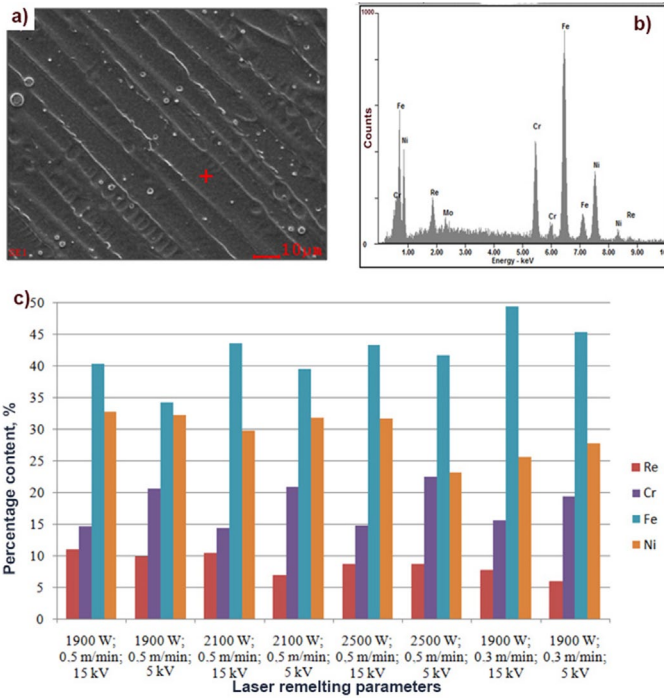 a)
10µm
b)
1000
Counts
0
Fe
Ni
Cr
Re
Mo
Cr
Cr
Fe
Fe
Ni
Ni
Re
1.00 2.00 3.00 4.00 5.00 6.00 7.00 8.00 9.00 10
Energy - keV
c)
50
45
40
35
30
25
20
15
10
5
0
Percentage content, %
Re
Cr
Fe
Ni
1900 W; 1900 W; 2100 W; 2100 W; 2500 W; 2500 W; 1900 W; 1900 W;
0.5 m/min; 0.5 m/min; 0.5 m/min; 0.5 m/min; 0.5 m/min; 0.5 m/min; 0.3 m/min; 0.3 m/min;
15 kV 5 kV 15 kV 5 kV 15 kV 5 kV 15 kV 5 kV
Laser remelting parameters